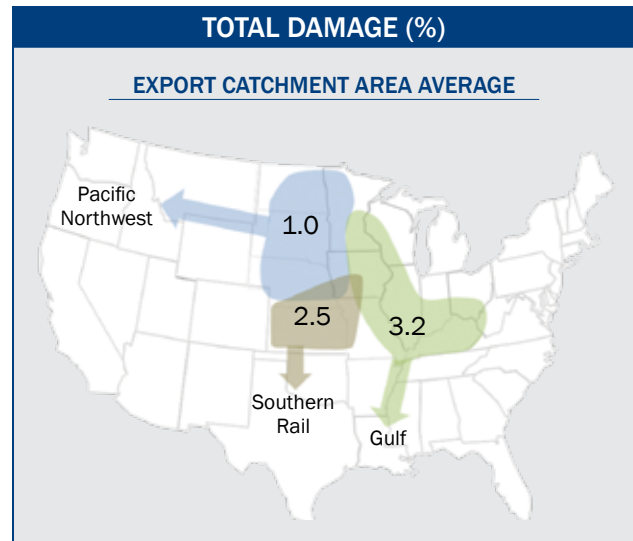 TOTAL DAMAGE (%)
EXPORT CATCHMENT AREA AVERAGE
Pacific
Northwest
1.0
2.5
3.2
Southern
Rail
Gulf